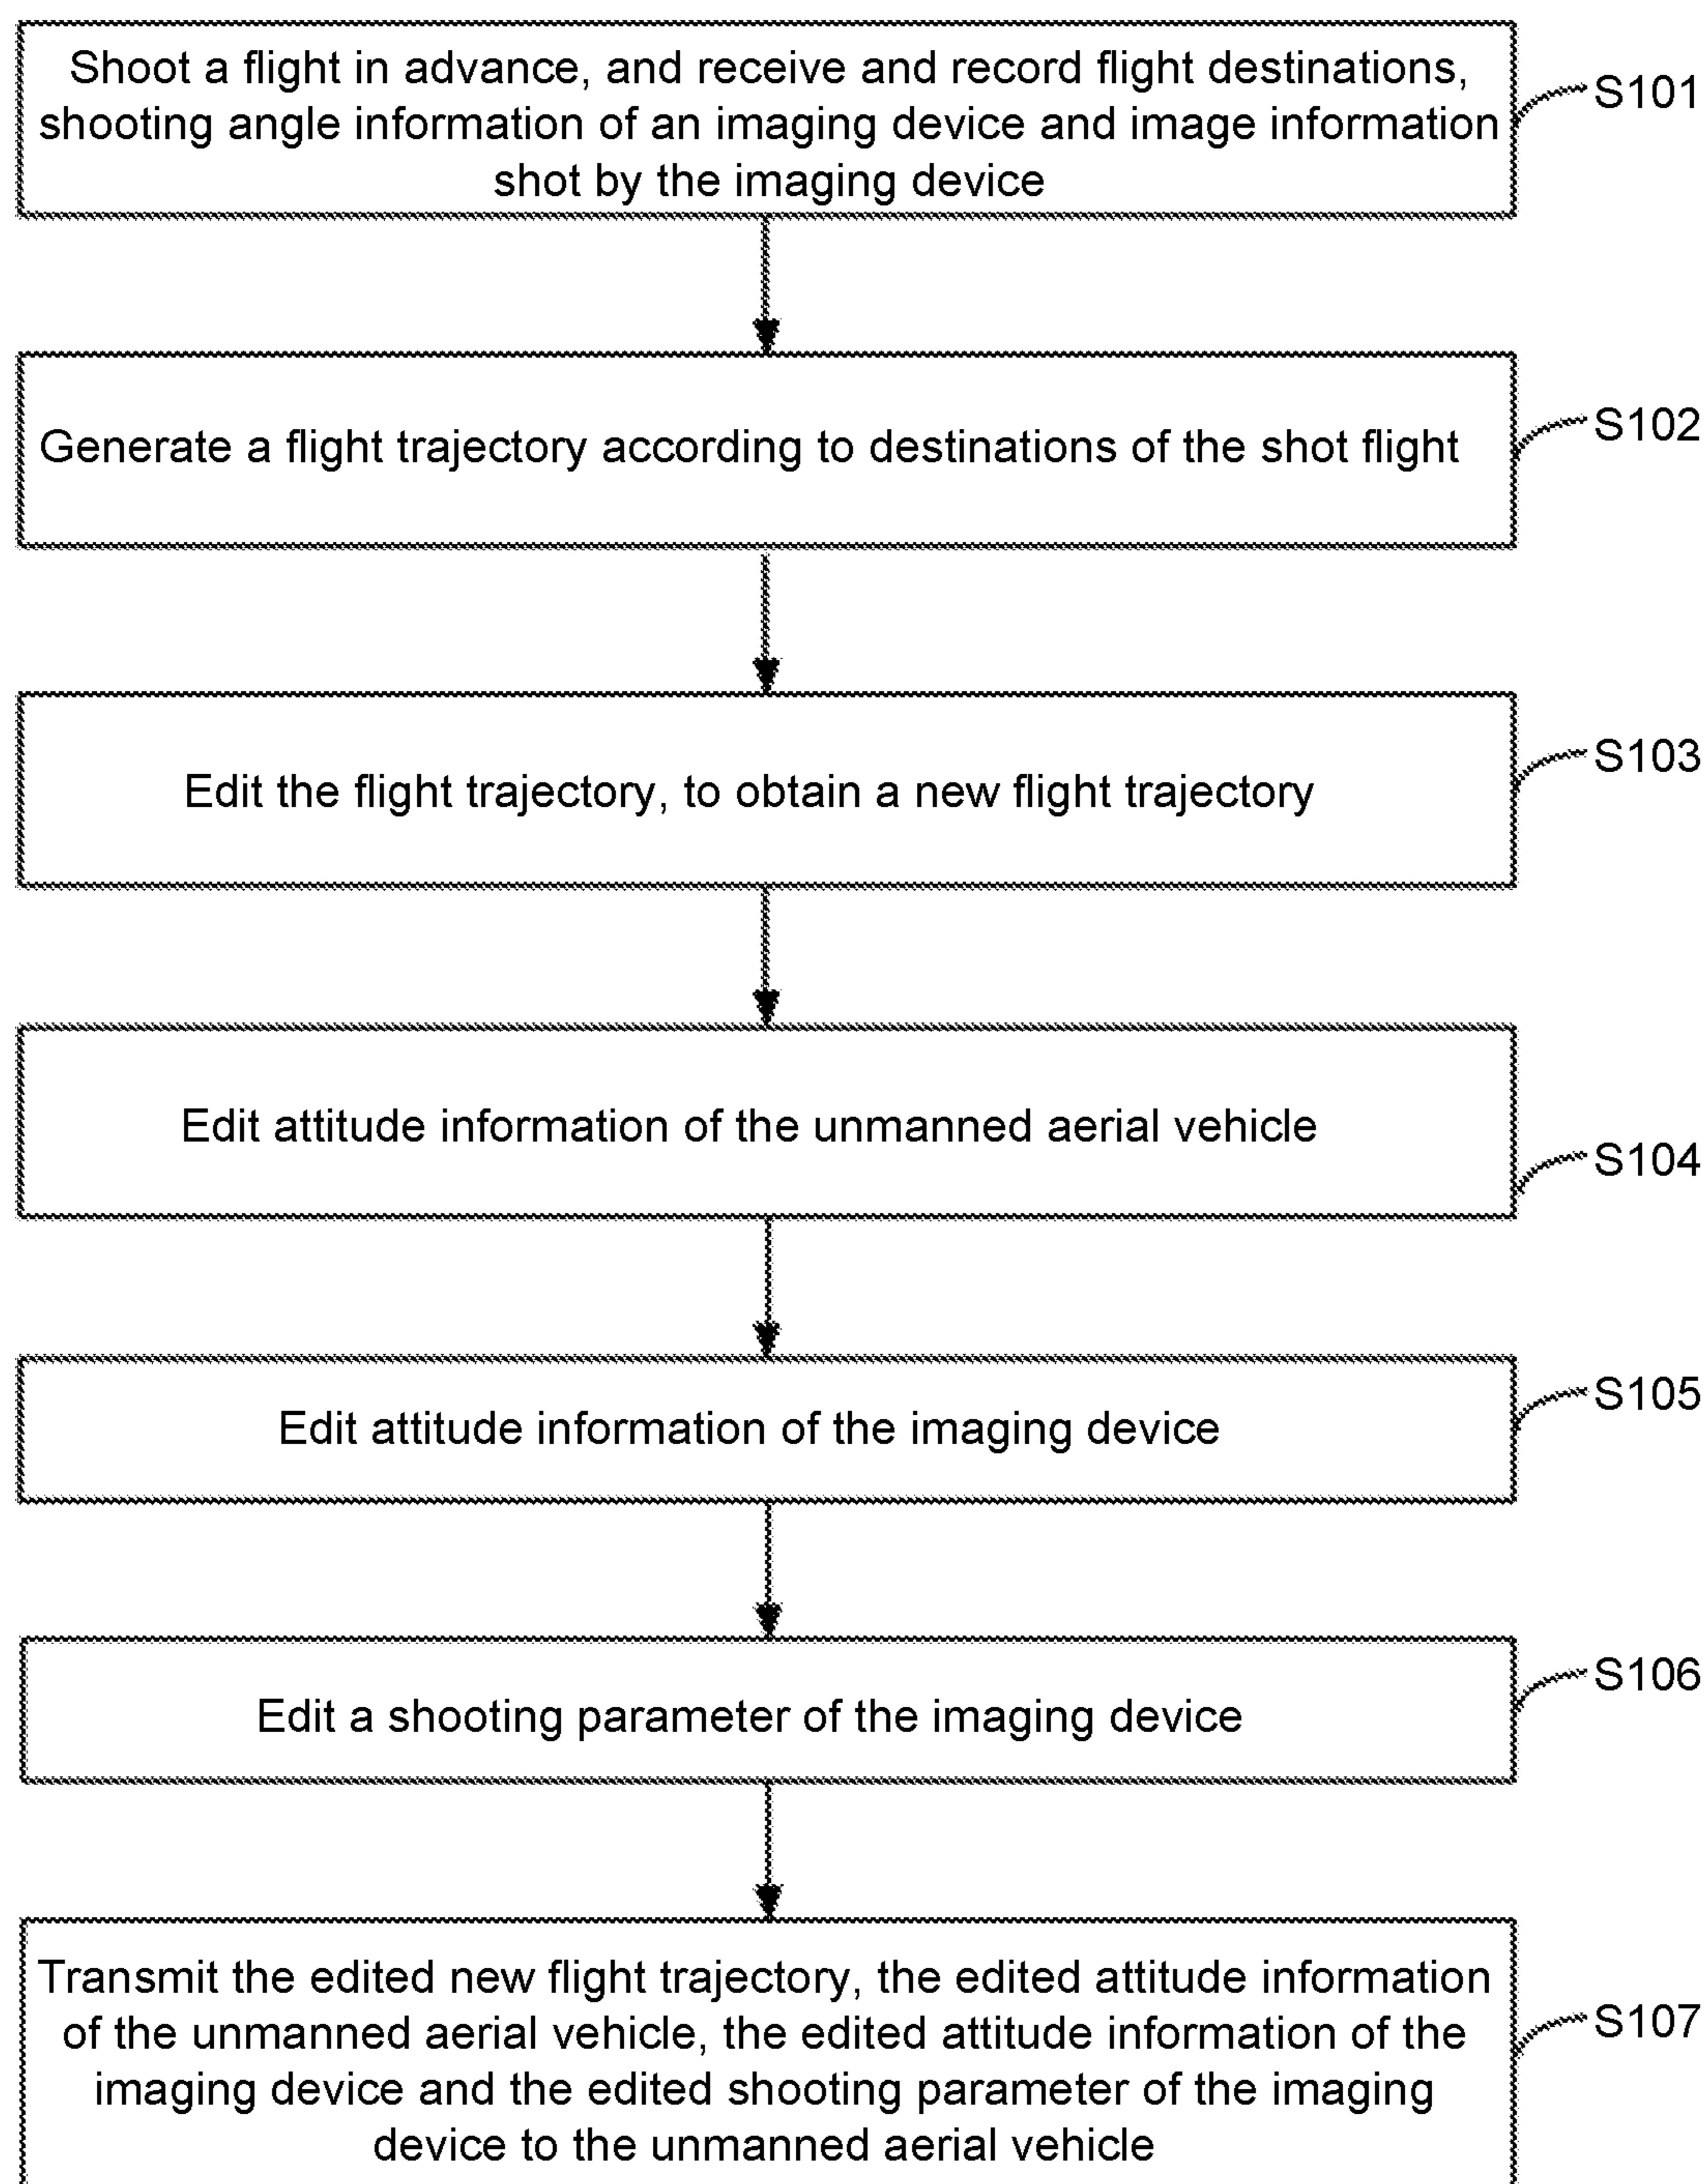 Shoot a flight in advance, and receive and record flight destinations,
shooting angle information of an imaging device and image information
shot by the imaging device
S101
Generate a flight trajectory according to destinations of the shot flight
S102
Edit the flight trajectory, to obtain a new flight trajectory
S103
Edit attitude information of the unmanned aerial vehicle
S104
Edit attitude information of the imaging device
S105
Edit a shooting parameter of the imaging device
S106
Transmit the edited new flight trajectory, the edited attitude information
of the unmanned aerial vehicle, the edited attitude information of the
imaging device and the edited shooting parameter of the imaging
device to the unmanned aerial vehicle
S107